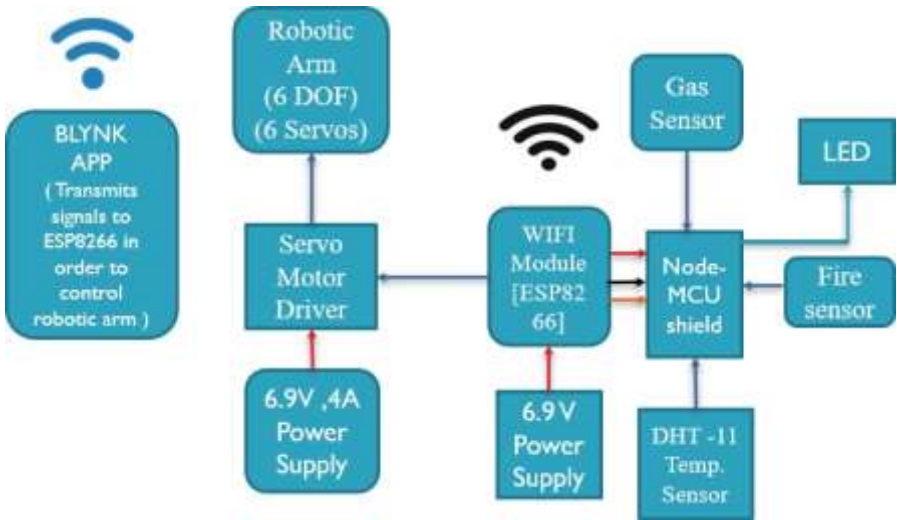 BLYNK
APP
( Transmits
signals to
ESP8266 in
order to
control
robotic arm )
Robotic
Arm
(6 DOF)
(6 Servos)
Servo
Motor
Driver
6.9V ,4A
Power
Supply
WIFI
Module
[ESP82
66]
6.9 V
Power
Supply
Gas
Sensor
Node-
MCU
shield
DHT -11
Temp.
Sensor
LED
Fire
sensor